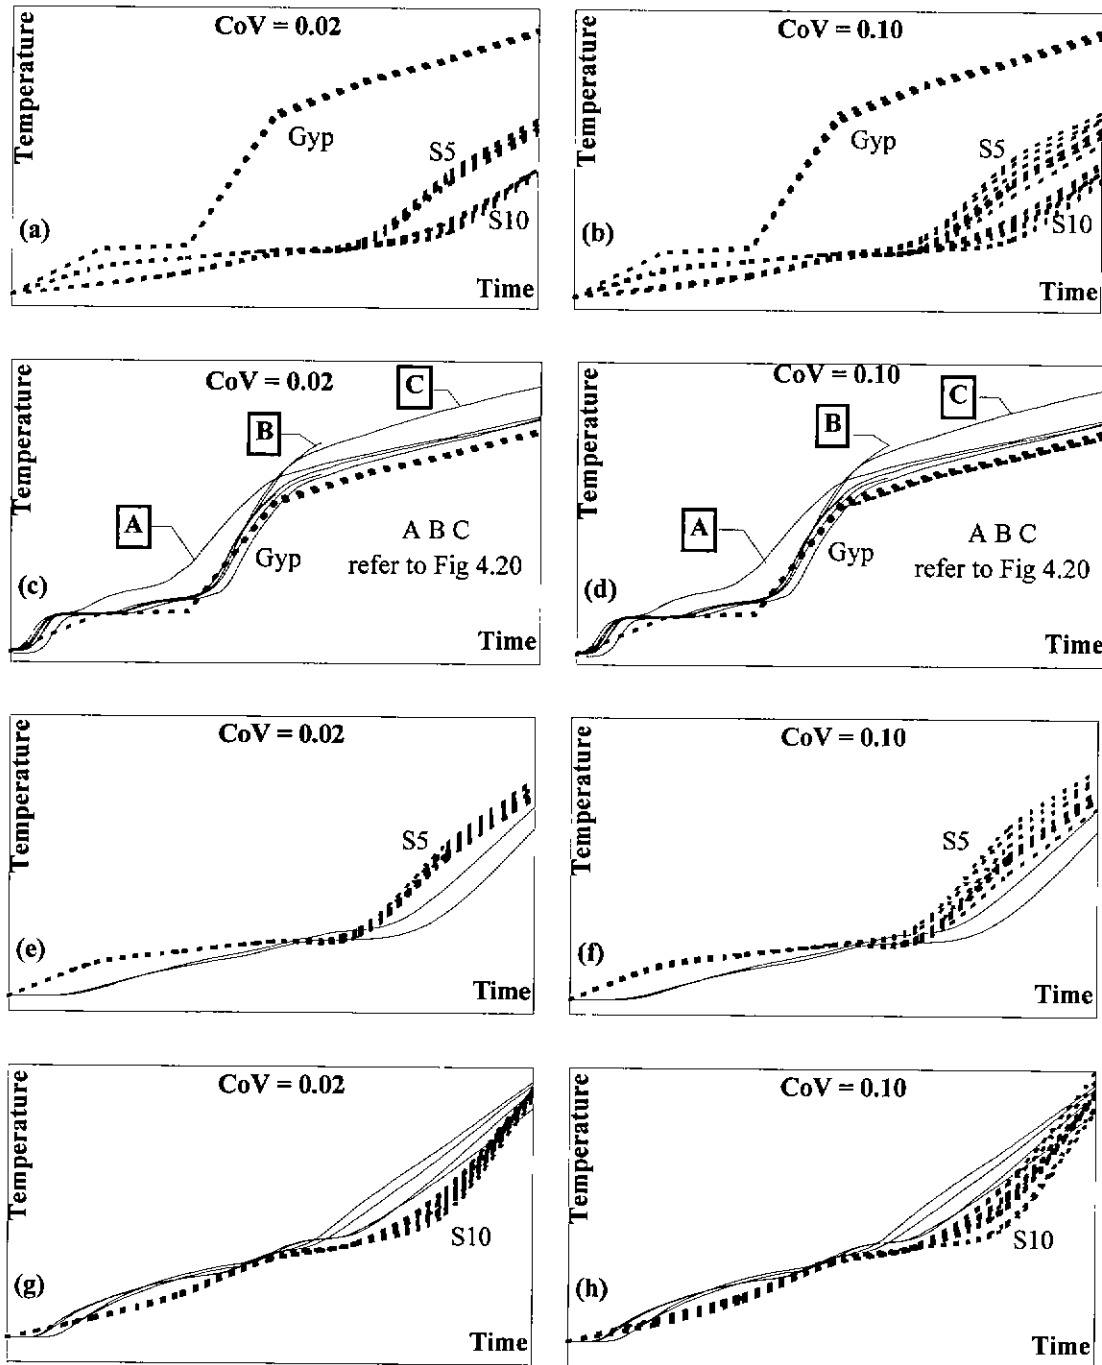 CoV = 0.02
Temperature
Gyp
S5
S10
(a)
Time
CoV = 0.10
Temperature
Gyp
S5
S10
(b)
Time
CoV = 0.02
Temperature
C
B
A
Gyp
A B C
refer to Fig 4.20
(c)
Time
CoV = 0.10
Temperature
C
B
A
Gyp
A B C
refer to Fig 4.20
(d)
Time
CoV = 0.02
Temperature
S5
(e)
Time
CoV = 0.10
Temperature
S5
(f)
Time
CoV = 0.02
Temperature
S10
(g)
Time
CoV = 0.10
Temperature
S10
(h)
Time